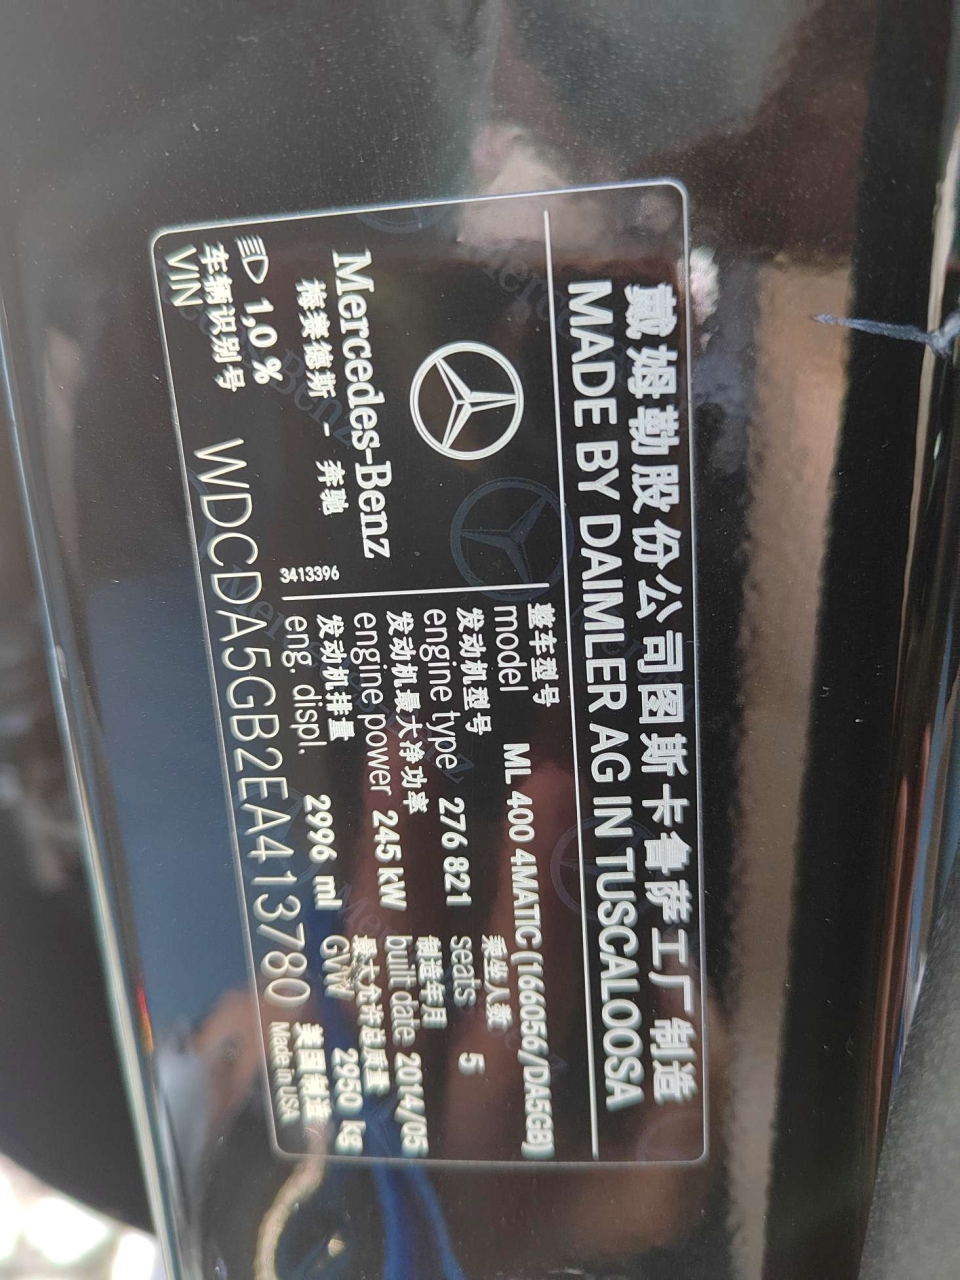 戴姆勒股份公司图斯卡鲁萨工厂制造
MADE BY DAIMLER AG IN TUSCALOOSA
Mercedes-Benz
梅赛德斯 - 奔驰
3413396
1,0 %
整车型号
model ML 400 4MATIC (166056/DA5GB)
发动机型号 乘坐人数
engine type 276 821 seats 5
发动机最大净功率 制造年月
engine power 245 kW built date 2014/05
发动机排量 最大允许总质量
eng. displ. 2996 ml GVW 2950 kg
车辆识别号
VIN WDCDA5GB2EA413780
美国制造
Made in USA